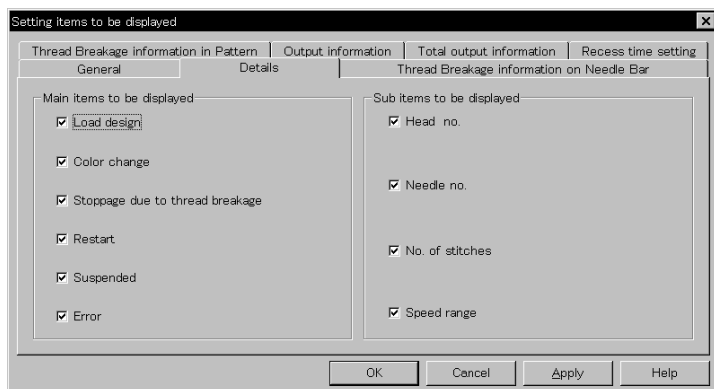 Setting items to be displayed
Thread Breakage information in Pattern
Output information
Total output information
Recess time setting
General
Details
Thread Breakage information on Needle Bar
Main items to be displayed
Load design
Color change
Stoppage due to thread breakage
Restart
Suspended
Error
Sub items to be displayed
Head no.
Needle no.
No. of stitches
Speed range
OK
Cancel
Apply
Help